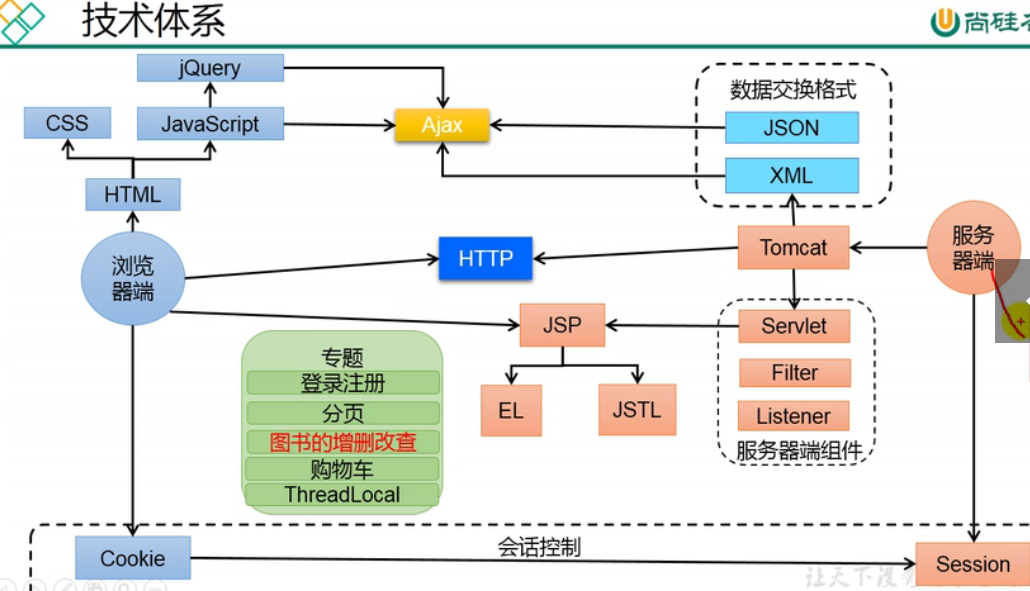 技术体系
尚硅
jQuery
数据交换格式
CSS
JavaScript
Ajax
JSON
XML
HTML
浏览
器端
HTTP
Tomcat
服务
器端
JSP
Servlet
EL
JSTL
Filter
Listener
服务器端组件
专题
登录注册
分页
图书的增删改查
购物车
ThreadLocal
会话控制
Cookie
Session
让天下没